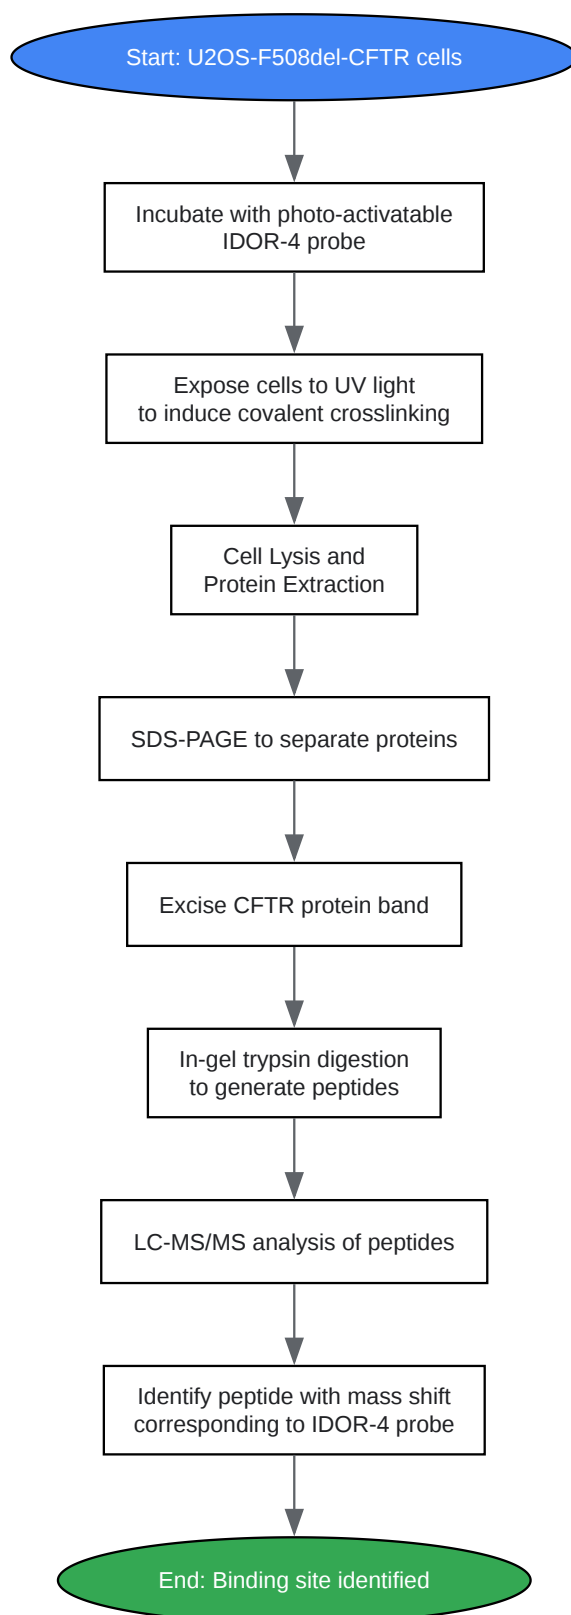 Start: U2OS-F508del-CFTR cells
Incubate with photo-activatable
IDOR-4 probe
Expose cells to UV light
to induce covalent crosslinking
Cell Lysis and
Protein Extraction
SDS-PAGE to separate proteins
Excise CFTR protein band
In-gel trypsin digestion
to generate peptides
LC-MS/MS analysis of peptides
Identify peptide with mass shift
corresponding to IDOR-4 probe
End: Binding site identified